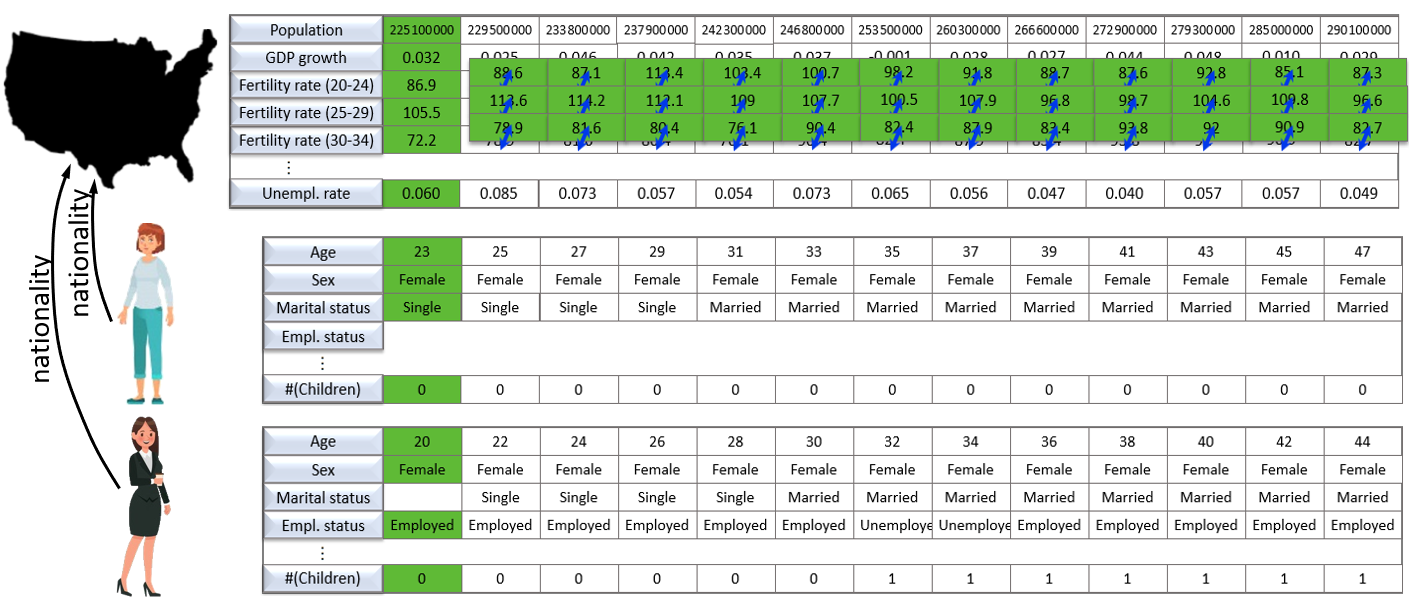 Population 225100000 229500000 233800000 237900000 242300000 246800000 253500000 260300000 266600000 272900000 279300000 285000000 290100000
GDP growth 0.032 0.025 0.046 0.042 0.035 0.037 -0.001 0.028 0.027 0.044 0.048 0.010 0.029
Fertility rate (20-24) 86.9 88.6 87.1 113.4 103.4 100.7 98.2 91.8 88.7 87.6 92.8 85.1 87.3
Fertility rate (25-29) 105.5 113.6 114.2 112.1 109 107.7 100.5 107.9 96.8 98.7 104.6 109.8 96.6
Fertility rate (30-34) 72.2 78.9 81.6 80.4 76.1 90.4 82.4 87.9 83.4 93.8 92 90.9 82.7
⋮
Unempl. rate 0.060 0.085 0.073 0.057 0.054 0.073 0.065 0.056 0.047 0.040 0.057 0.057 0.049
nationality
nationality
Age 23 25 27 29 31 33 35 37 39 41 43 45 47
Sex Female Female Female Female Female Female Female Female Female Female Female Female Female
Marital status Single Single Single Single Married Married Married Married Married Married Married Married Married
Empl. status
⋮
#(Children) 0 0 0 0 0 0 0 0 0 0 0 0 0
Age 20 22 24 26 28 30 32 34 36 38 40 42 44
Sex Female Female Female Female Female Female Female Female Female Female Female Female Female
Marital status Single Single Single Single Married Married Married Married Married Married Married Married
Empl. status Employed Employed Employed Employed Employed Employed Unemploye Unemploye Employed Employed Employed Employed Employed
⋮
#(Children) 0 0 0 0 0 0 1 1 1 1 1 1 1